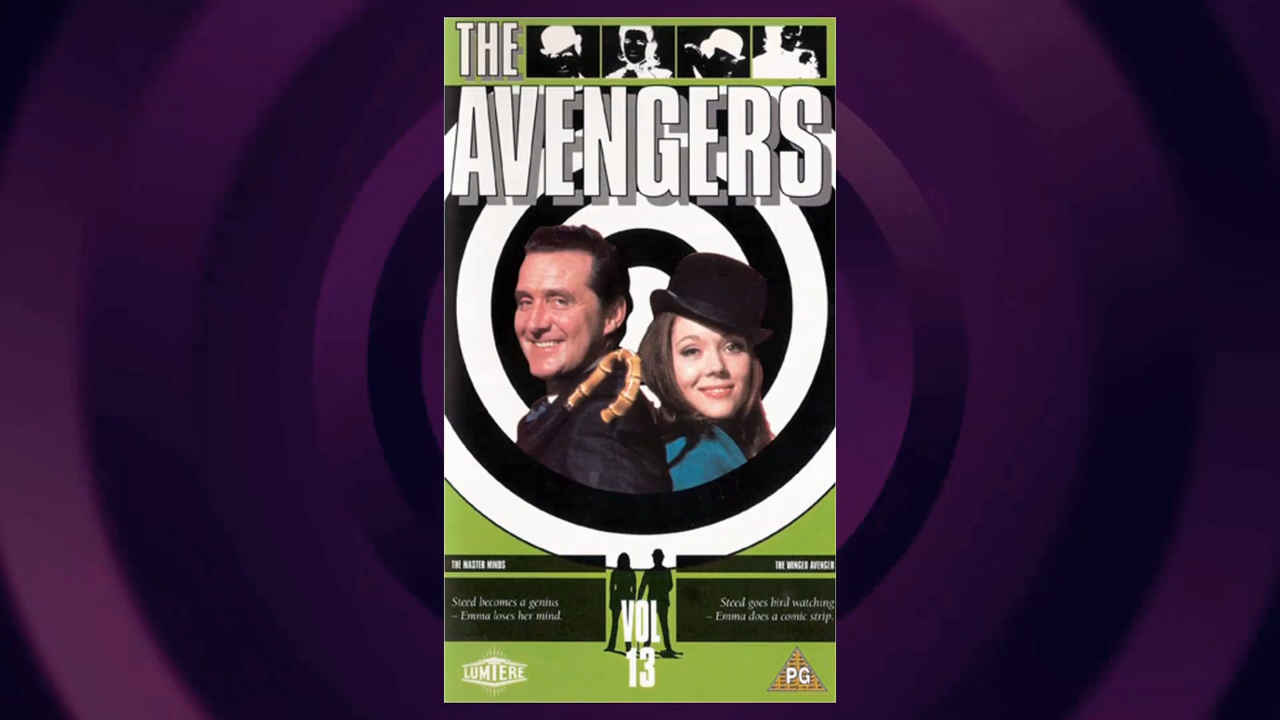 THE
AVENGERS
THE MASTER MINDS
THE WINGED AVENGER
Steed becomes a genius
– Emma loses her mind.
Steed goes bird watching
– Emma does a comic strip.
VOL
13
LUMIERE
PG